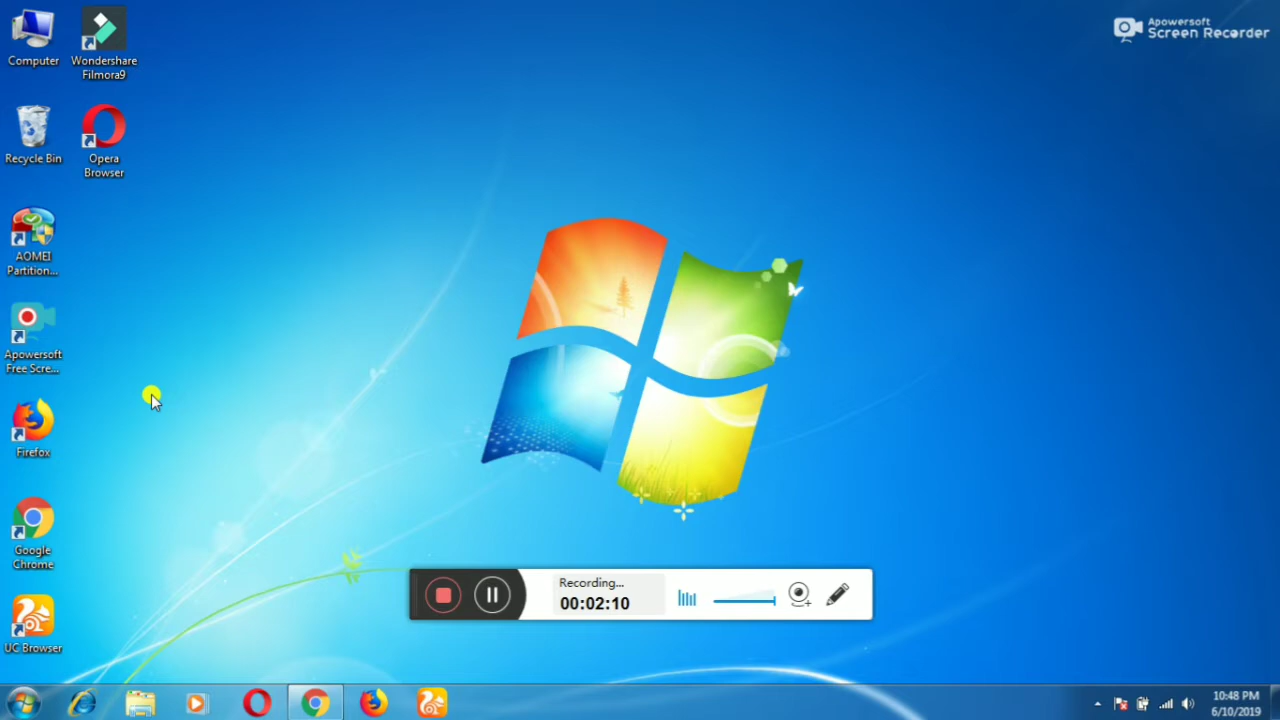 Computer
Wondershare
Filmora9
Recycle Bin
Opera
Browser
AOMEI
Partition...
Apowersoft
Free Scre...
Firefox
Google
Chrome
UC Browser
Apowersoft
Screen Recorder
Recording...
00:02:10
10:48 PM
6/10/2019